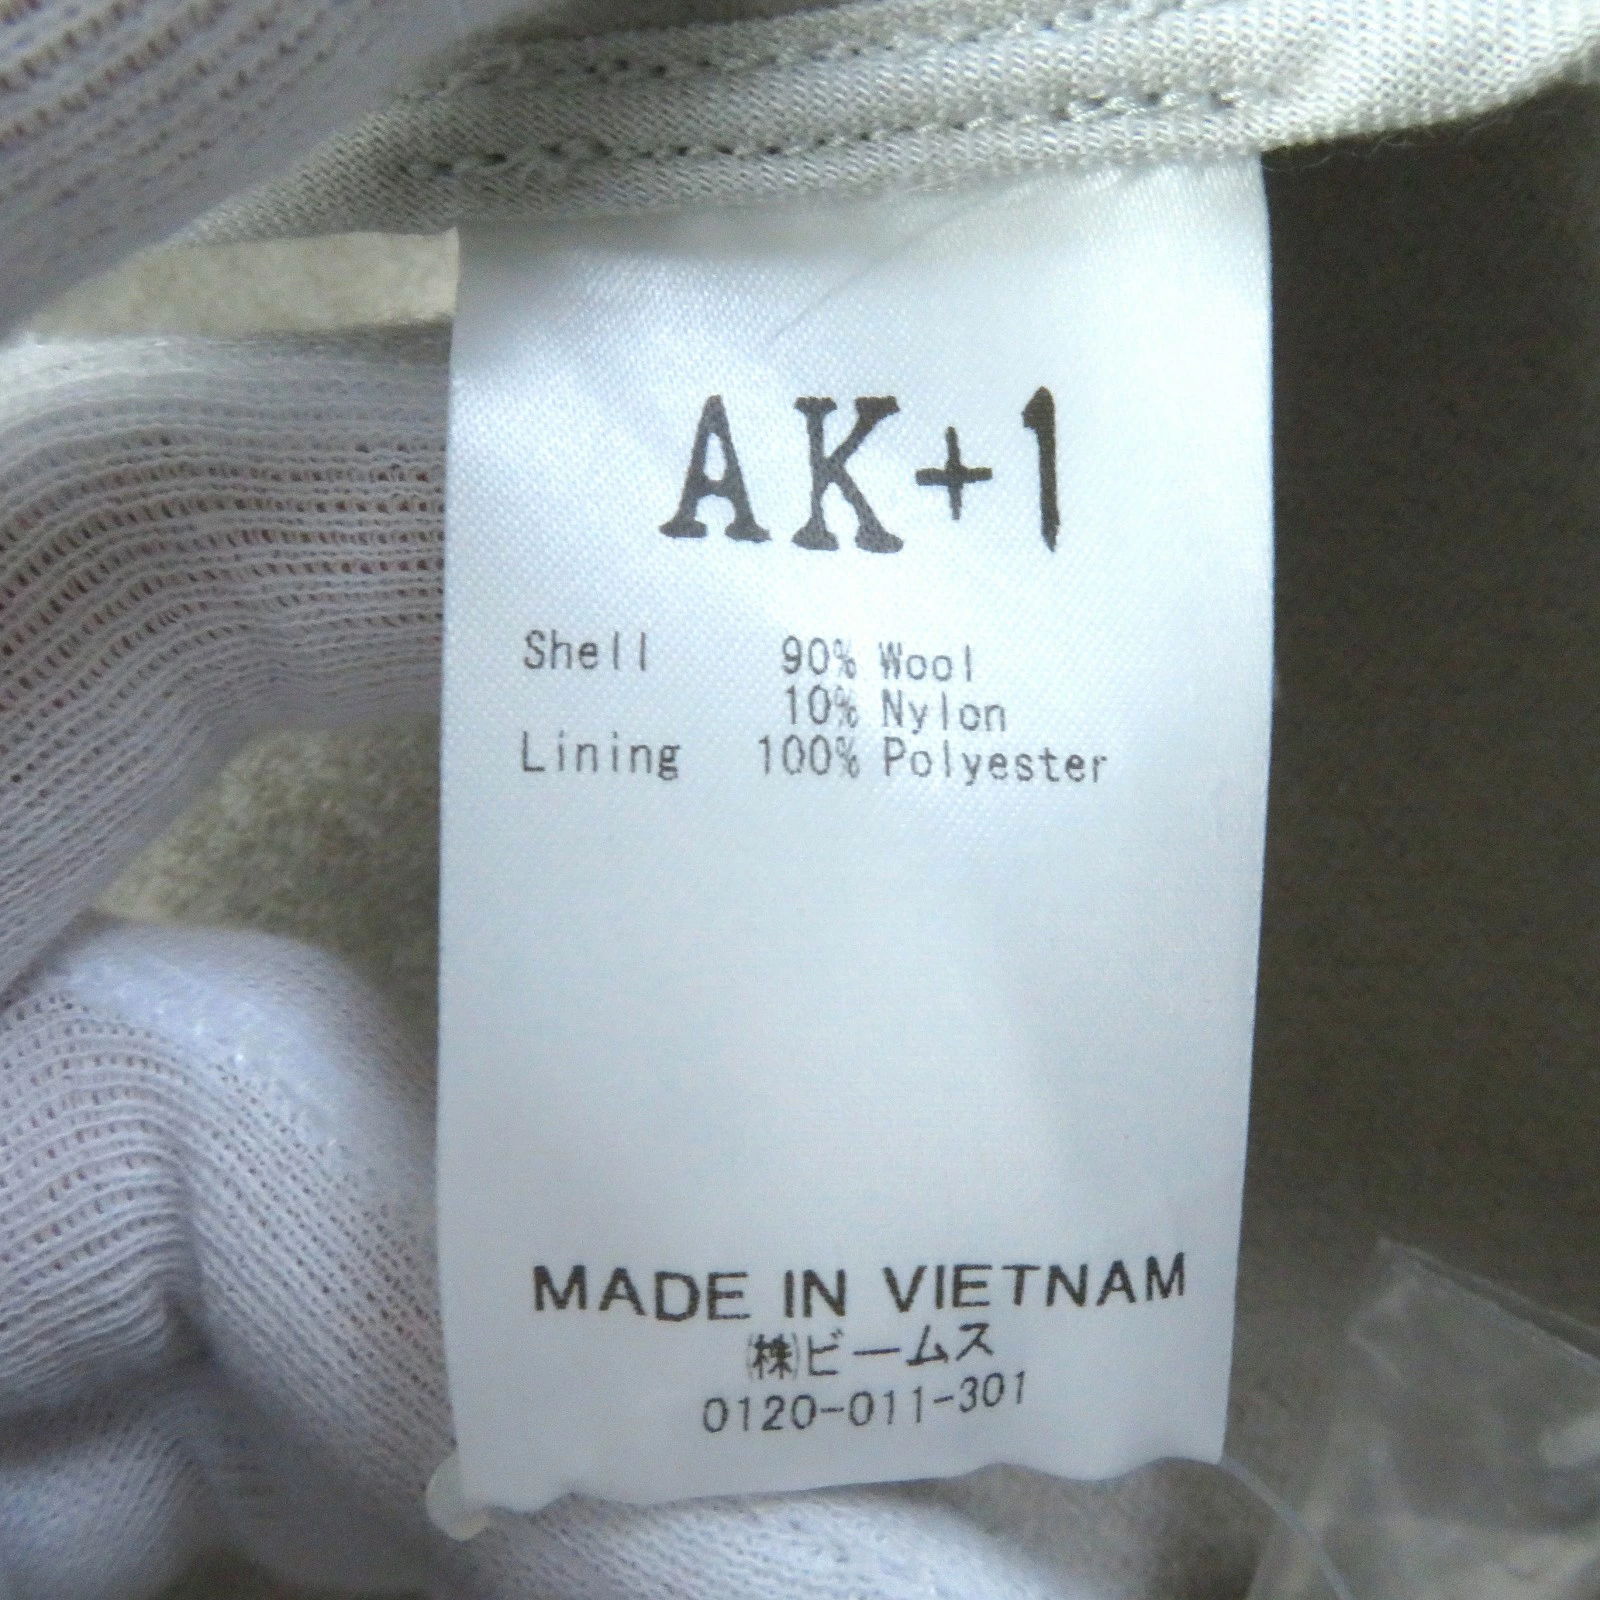 AK+1
Shell 90% Wool
10% Nylon
Lining 100% Polyester
MADE IN VIETNAM
㈱ビームス
0120-011-301